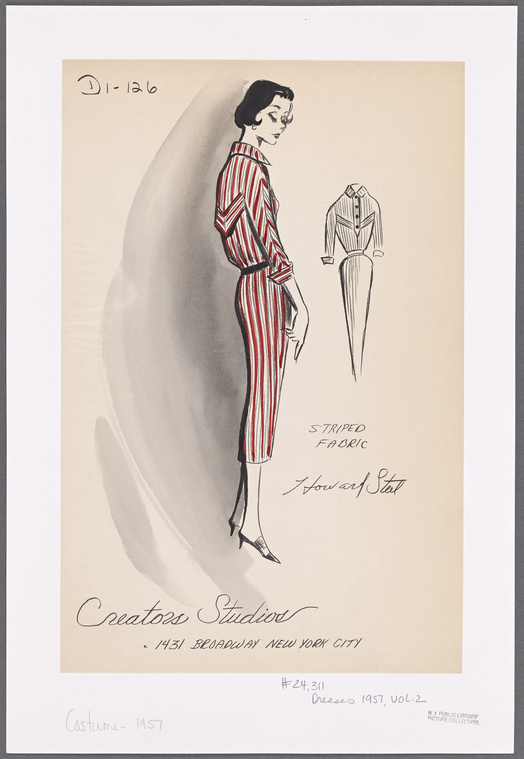 D1-126
STRIPED
FABRIC
Howard Steel
Creators Studios
1431 BROADWAY NEW YORK CITY
#24,311
Dresses 1957, VOL. 2
Costume - 1957
N. Y. PUBLIC LIBRARY
PICTURE COLLECTION